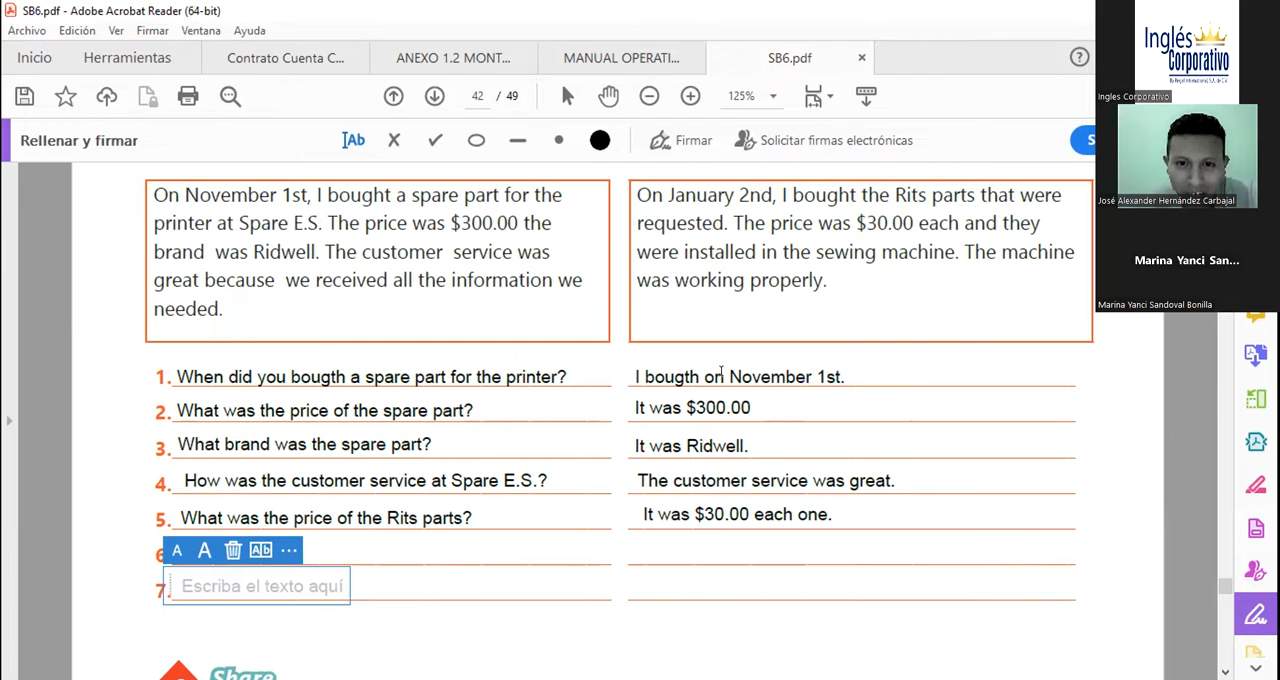 SB6.pdf - Adobe Acrobat Reader (64-bit)
Archivo Edición Ver Firmar Ventana Ayuda
Inicio Herramientas Contrato Cuenta C... ANEXO 1.2 MONT... MANUAL OPERATI... SB6.pdf
42 / 49 125%
Rellenar y firmar
Ab Firmar Solicitar firmas electrónicas S
Inglés
Corporativo
Ingles Corporativo
José Alexander Hernández Carbajal
Marina Yanci San...
Marina Yanci Sandoval Bonilla
On November 1st, I bought a spare part for the
printer at Spare E.S. The price was $300.00 the
brand was Ridwell. The customer service was
great because we received all the information we
needed.
On January 2nd, I bought the Rits parts that were
requested. The price was $30.00 each and they
were installed in the sewing machine. The machine
was working properly.
1. When did you bougth a spare part for the printer? I bougth on November 1st.
2. What was the price of the spare part? It was $300.00
3. What brand was the spare part? It was Ridwell.
4. How was the customer service at Spare E.S.? The customer service was great.
5. What was the price of the Rits parts? It was $30.00 each one.
6
A A Ab
7. Escriba el texto aquí
Share